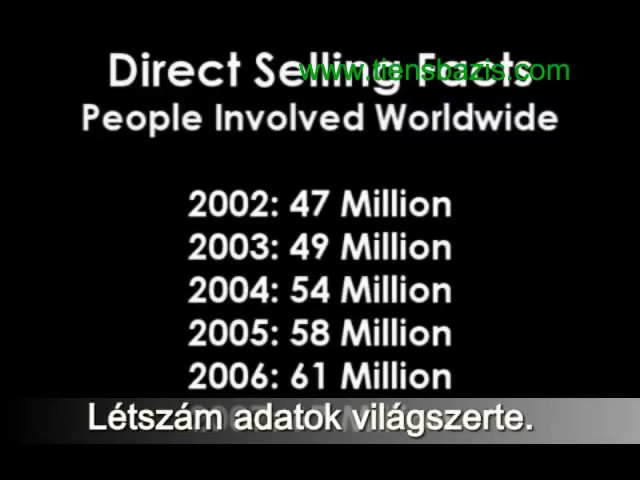 Direct Selling Facts
www.tiensbazis.com
People Involved Worldwide
2002: 47 Million
2003: 49 Million
2004: 54 Million
2005: 58 Million
2006: 61 Million
Létszám adatok világszerte.